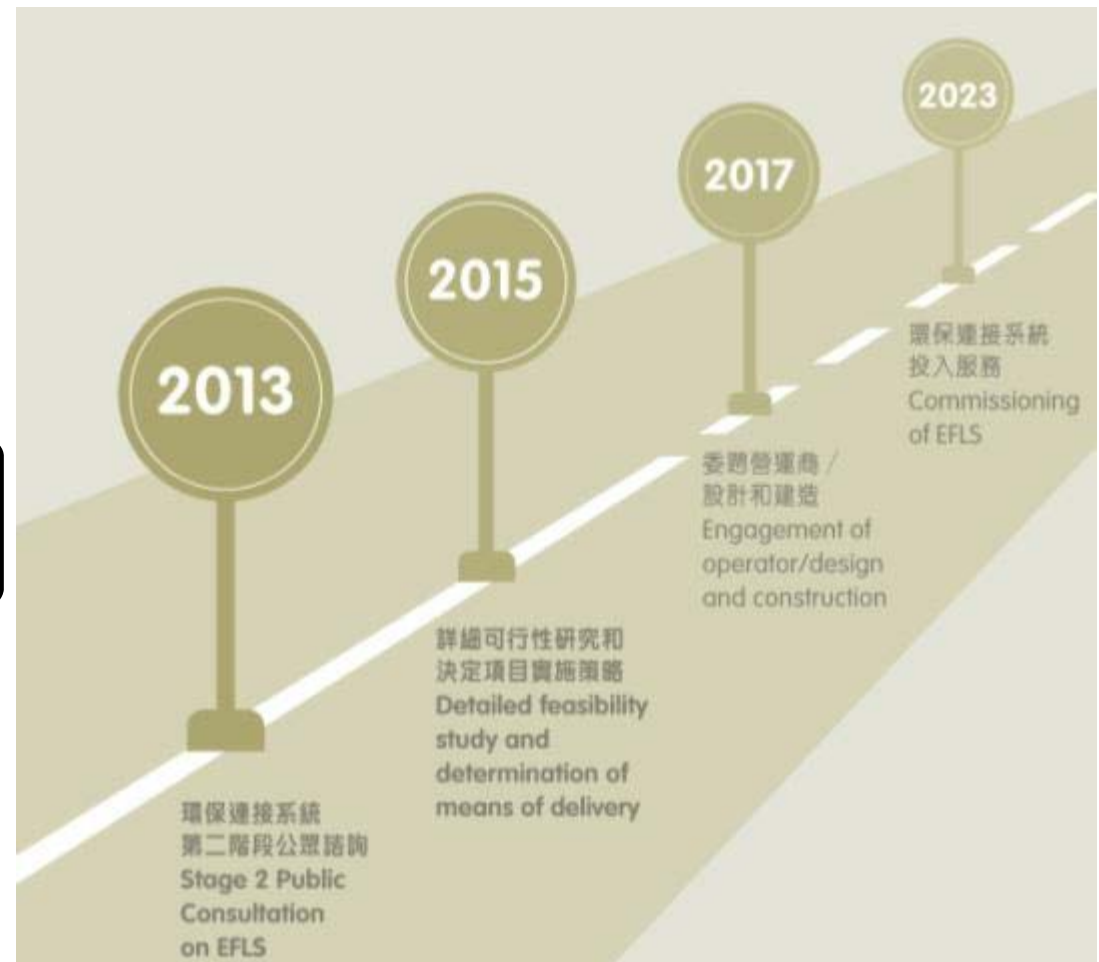 2013
環保連接系統
第二階段公眾諮詢
Stage 2 Public
Consultation
on EFLS
2015
詳細可行性研究和
決定項目實施策略
Detailed feasibility
study and
determination of
means of delivery
2017
委聘營運商／
設計和建造
Engagement of
operator/design
and construction
2023
環保連接系統
投入服務
Commissioning
of EFLS